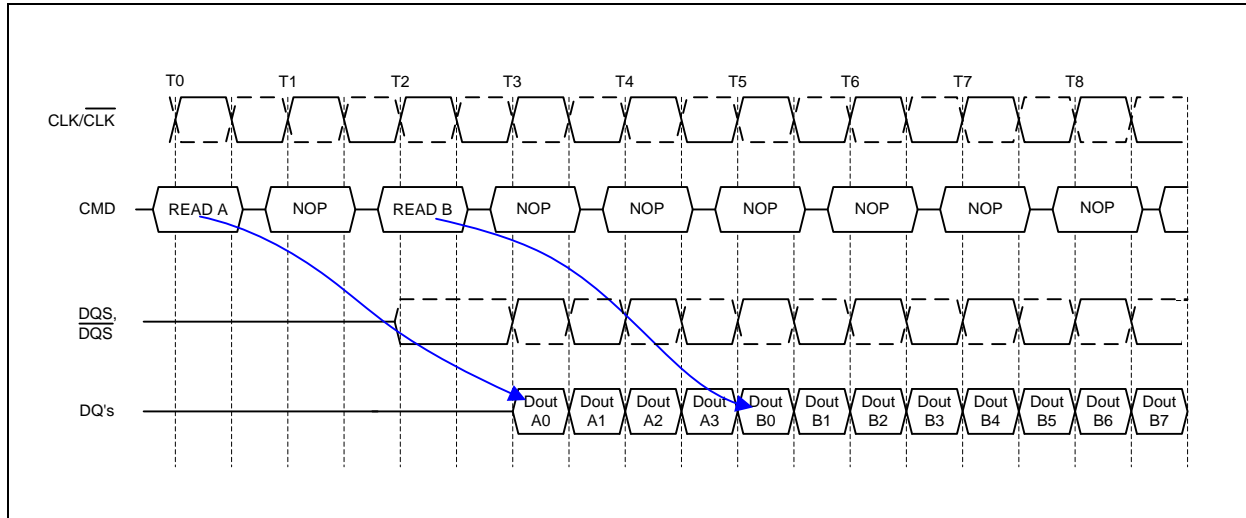 T0 T1 T2 T3 T4 T5 T6 T7 T8
CLK/CLK
CMD READ A NOP READ B NOP NOP NOP NOP NOP NOP
DQS,
DQS
DQ's
Dout Dout Dout Dout Dout Dout Dout Dout Dout Dout Dout Dout
A0 A1 A2 A3 B0 B1 B2 B3 B4 B5 B6 B7